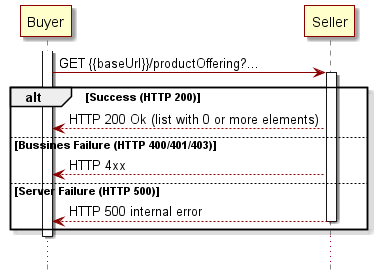 Buyer
Seller
GET {{baseUrl}}/productOffering?...
alt
[Success (HTTP 200)]
HTTP 200 Ok (list with 0 or more elements)
[Bussines Failure (HTTP 400/401/403)]
HTTP 4xx
[Server Failure (HTTP 500)]
HTTP 500 internal error